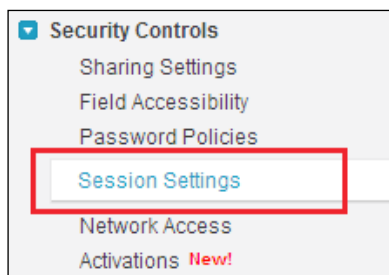 Security Controls
Sharing Settings
Field Accessibility
Password Policies
Session Settings
Network Access
Activations New!